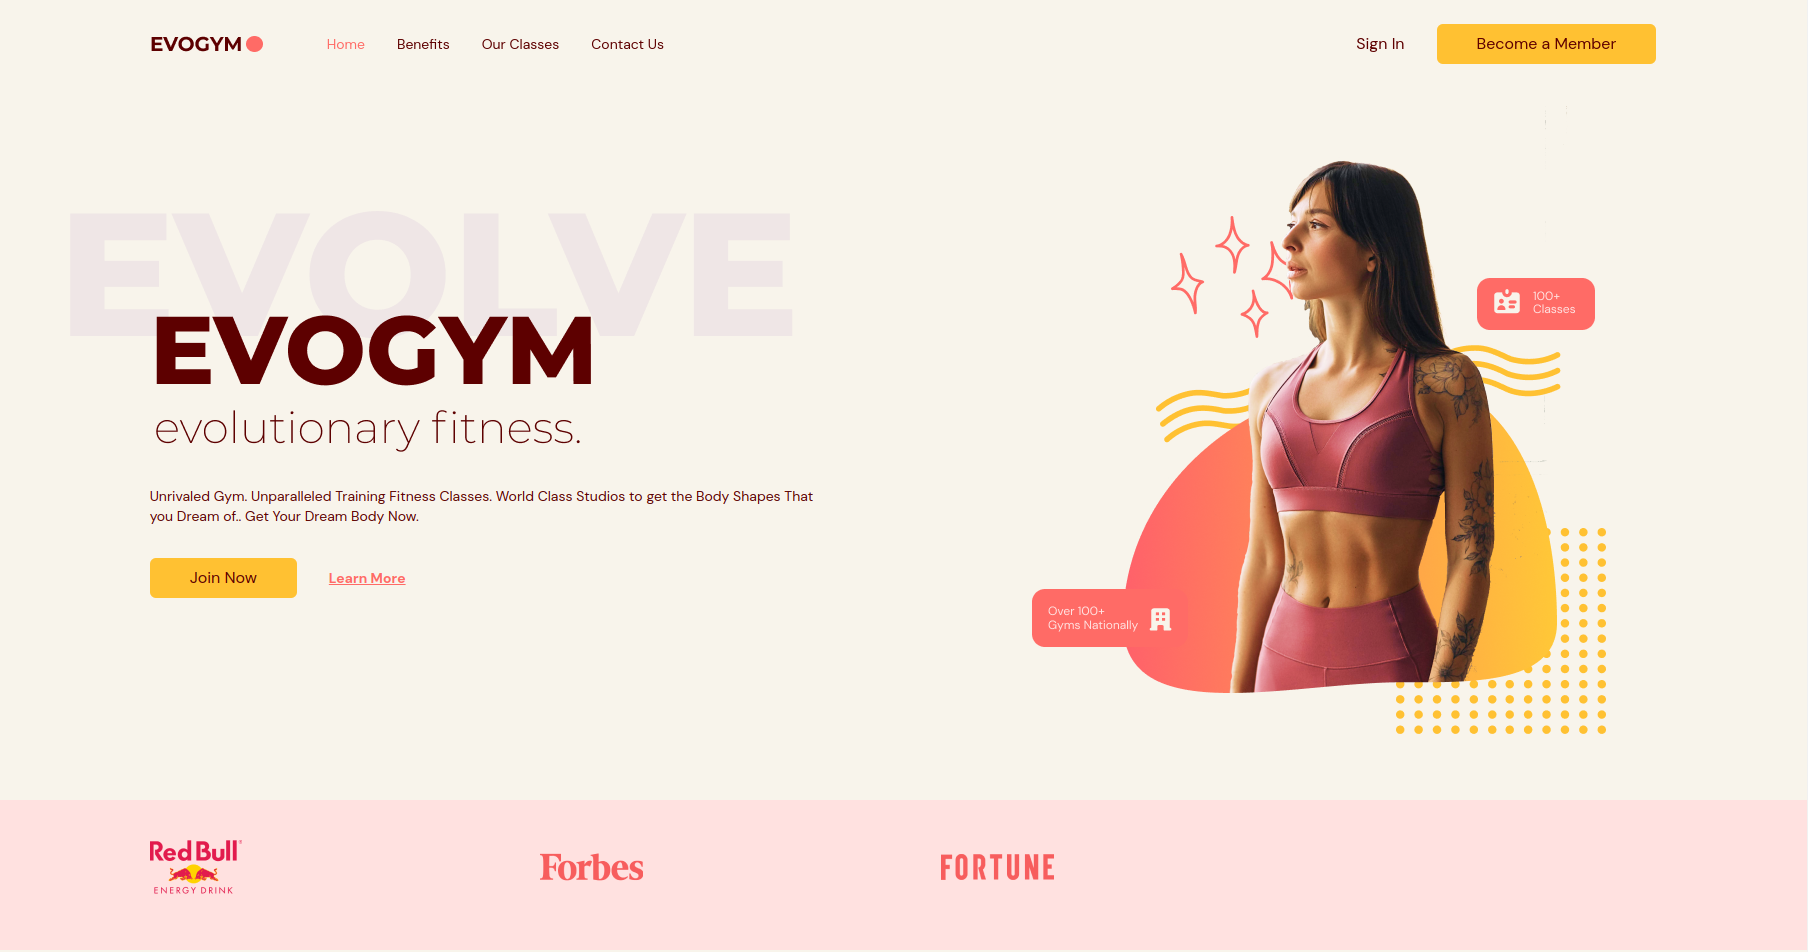 EVOGYM
Home
Benefits
Our Classes
Contact Us
Sign In
Become a Member
EVOLVE
EVOGYM
evolutionary fitness.
Unrivaled Gym. Unparalleled Training Fitness Classes. World Class Studios to get the Body Shapes That
you Dream of.. Get Your Dream Body Now.
Join Now
Learn More
100+
Classes
Over 100+
Gyms Nationally
Red Bull
ENERGY DRINK
Forbes
FORTUNE